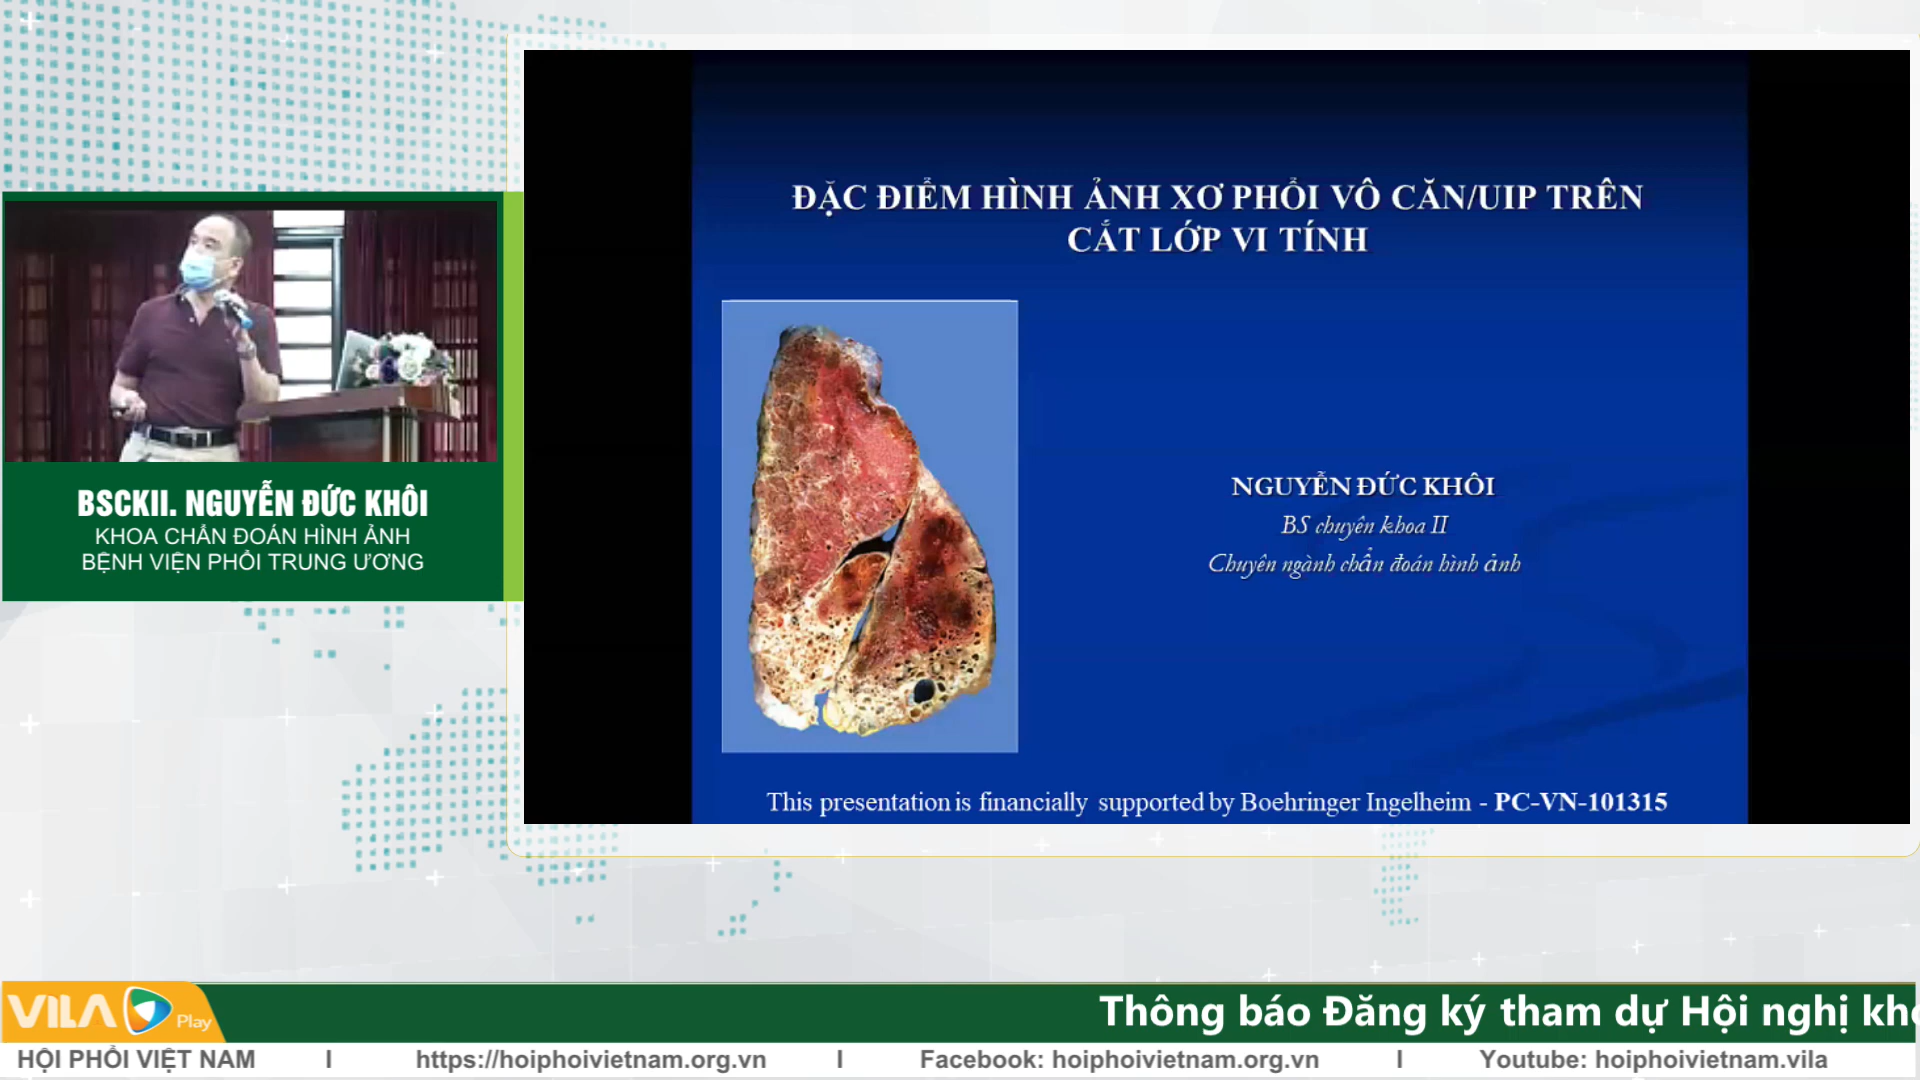 ĐẶC ĐIỂM HÌNH ẢNH XƠ PHỔI VÔ CĂN/UIP TRÊN
CẮT LỚP VI TÍNH
NGUYỄN ĐỨC KHÔI
BS chuyên khoa II
Chuyên ngành chẩn đoán hình ảnh
This presentation is financially supported by Boehringer Ingelheim - PC-VN-101315
BSCKII. NGUYỄN ĐỨC KHÔI
KHOA CHẨN ĐOÁN HÌNH ẢNH
BỆNH VIỆN PHỔI TRUNG ƯƠNG
VILA Play
Thông báo Đăng ký tham dự Hội nghị
HỘI PHỔI VIỆT NAM I https://hoiphoivietnam.org.vn I Facebook: hoiphoivietnam.org.vn I Youtube: hoiphoivietnam.vila